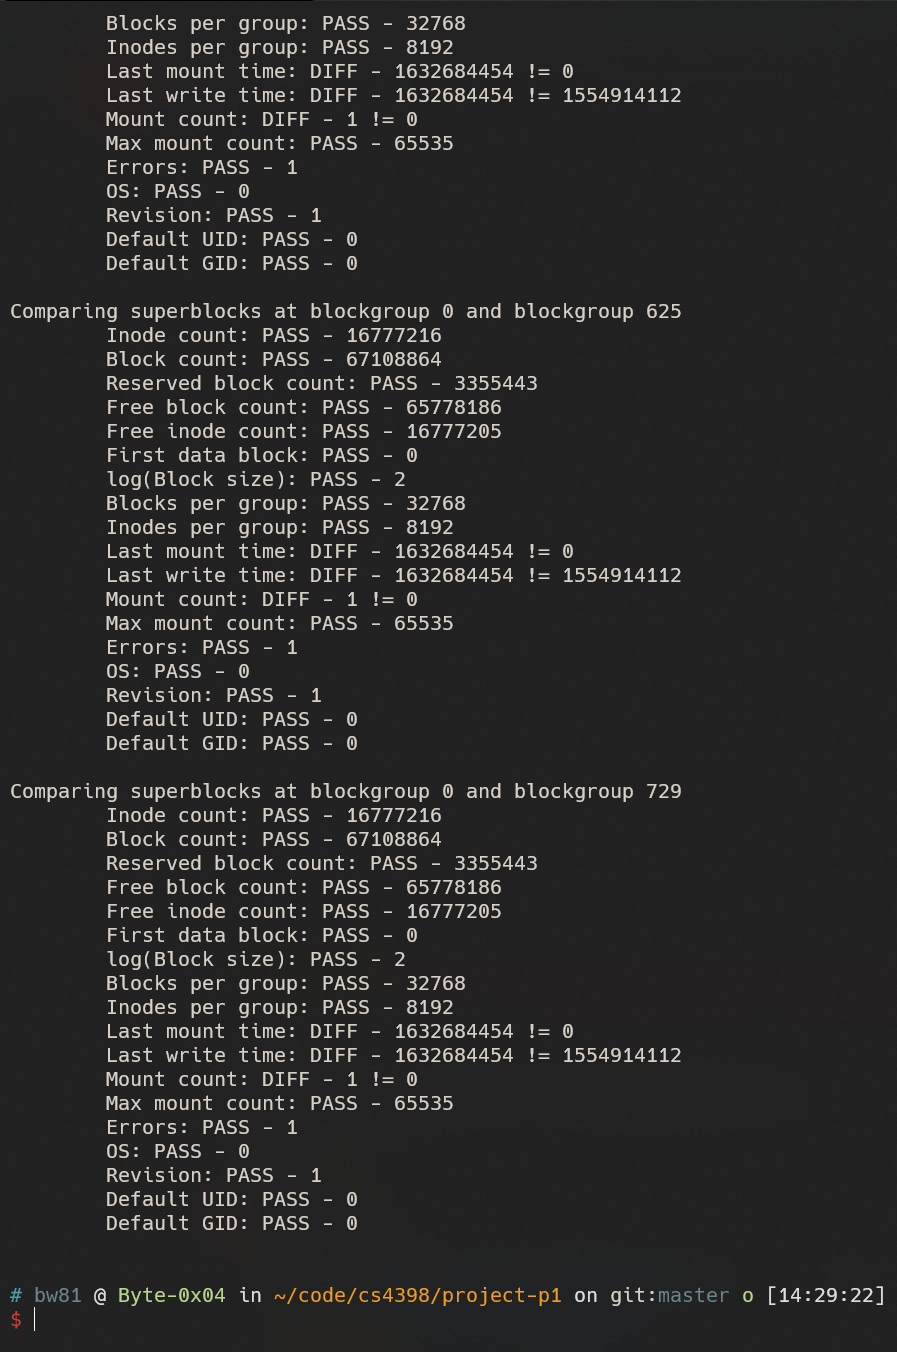 Blocks per group: PASS - 32768
Inodes per group: PASS - 8192
Last mount time: DIFF - 1632684454 != 0
Last write time: DIFF - 1632684454 != 1554914112
Mount count: DIFF - 1 != 0
Max mount count: PASS - 65535
Errors: PASS - 1
OS: PASS - 0
Revision: PASS - 1
Default UID: PASS - 0
Default GID: PASS - 0
Comparing superblocks at blockgroup 0 and blockgroup 625
Inode count: PASS - 16777216
Block count: PASS - 67108864
Reserved block count: PASS - 3355443
Free block count: PASS - 65778186
Free inode count: PASS - 16777205
First data block: PASS - 0
log(Block size): PASS - 2
Blocks per group: PASS - 32768
Inodes per group: PASS - 8192
Last mount time: DIFF - 1632684454 != 0
Last write time: DIFF - 1632684454 != 1554914112
Mount count: DIFF - 1 != 0
Max mount count: PASS - 65535
Errors: PASS - 1
OS: PASS - 0
Revision: PASS - 1
Default UID: PASS - 0
Default GID: PASS - 0
Comparing superblocks at blockgroup 0 and blockgroup 729
Inode count: PASS - 16777216
Block count: PASS - 67108864
Reserved block count: PASS - 3355443
Free block count: PASS - 65778186
Free inode count: PASS - 16777205
First data block: PASS - 0
log(Block size): PASS - 2
Blocks per group: PASS - 32768
Inodes per group: PASS - 8192
Last mount time: DIFF - 1632684454 != 0
Last write time: DIFF - 1632684454 != 1554914112
Mount count: DIFF - 1 != 0
Max mount count: PASS - 65535
Errors: PASS - 1
OS: PASS - 0
Revision: PASS - 1
Default UID: PASS - 0
Default GID: PASS - 0
# bw81 @ Byte-0x04 in ~/code/cs4398/project-p1 on git:master o [14:29:22]
$